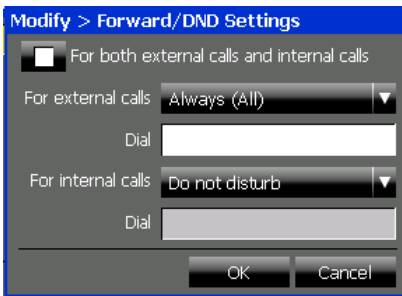 Modify > Forward/DND Settings
For both external calls and internal calls
For external calls Always (All)
Dial
For internal calls Do not disturb
Dial
OK Cancel